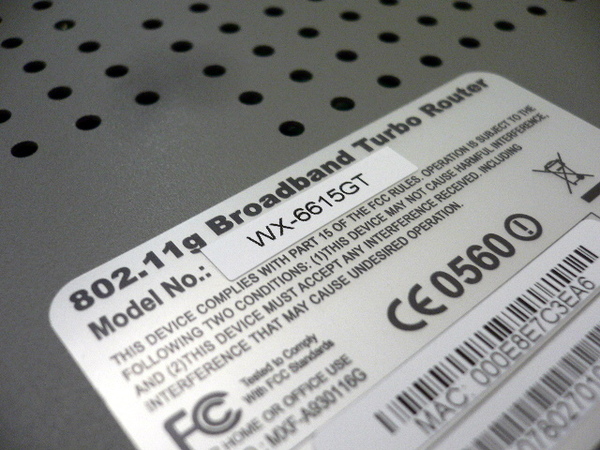 802.11g Broadband Turbo Router
Model No.: WX-6615GT
THIS DEVICE COMPLIES WITH PART 15 OF THE FCC RULES. OPERATION IS SUBJECT TO THE
FOLLOWING TWO CONDITIONS: (1)THIS DEVICE MAY NOT CAUSE HARMFUL INTERFERENCE,
AND (2)THIS DEVICE MUST ACCEPT ANY INTERFERENCE RECEIVED. INCLUDING
INTERFERENCE THAT MAY CAUSE UNDESIRED OPERATION.
CE0560
FC
Tested to Comply
with FCC Standards
HOME OR OFFICE USE
MXF-A930116G
MAC: 000E8E7C3EA6